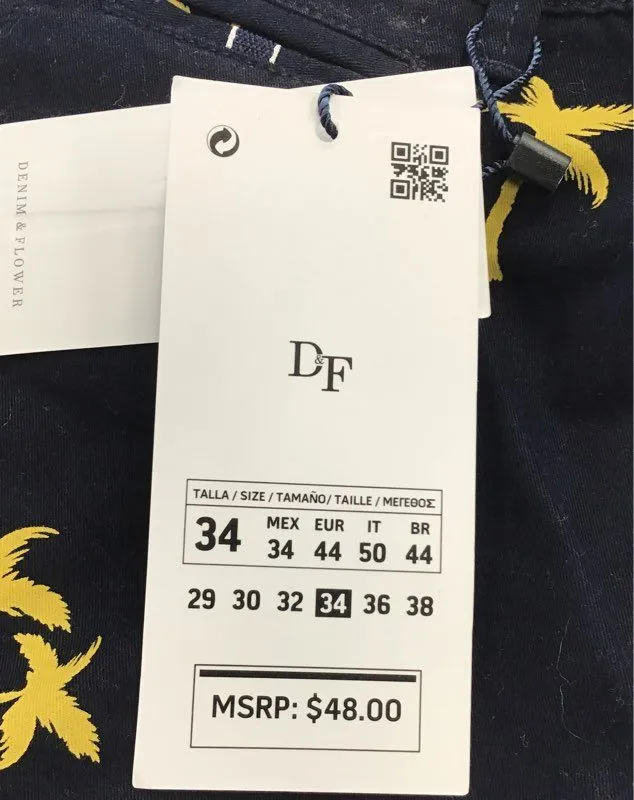 DENIM & FLOWER
D&F
TALLA / SIZE / TAMAÑO/ TAILLE / ΜΕΓΕΘΟΣ
34 MEX EUR IT BR
34 44 50 44
29 30 32 34 36 38
MSRP: $48.00